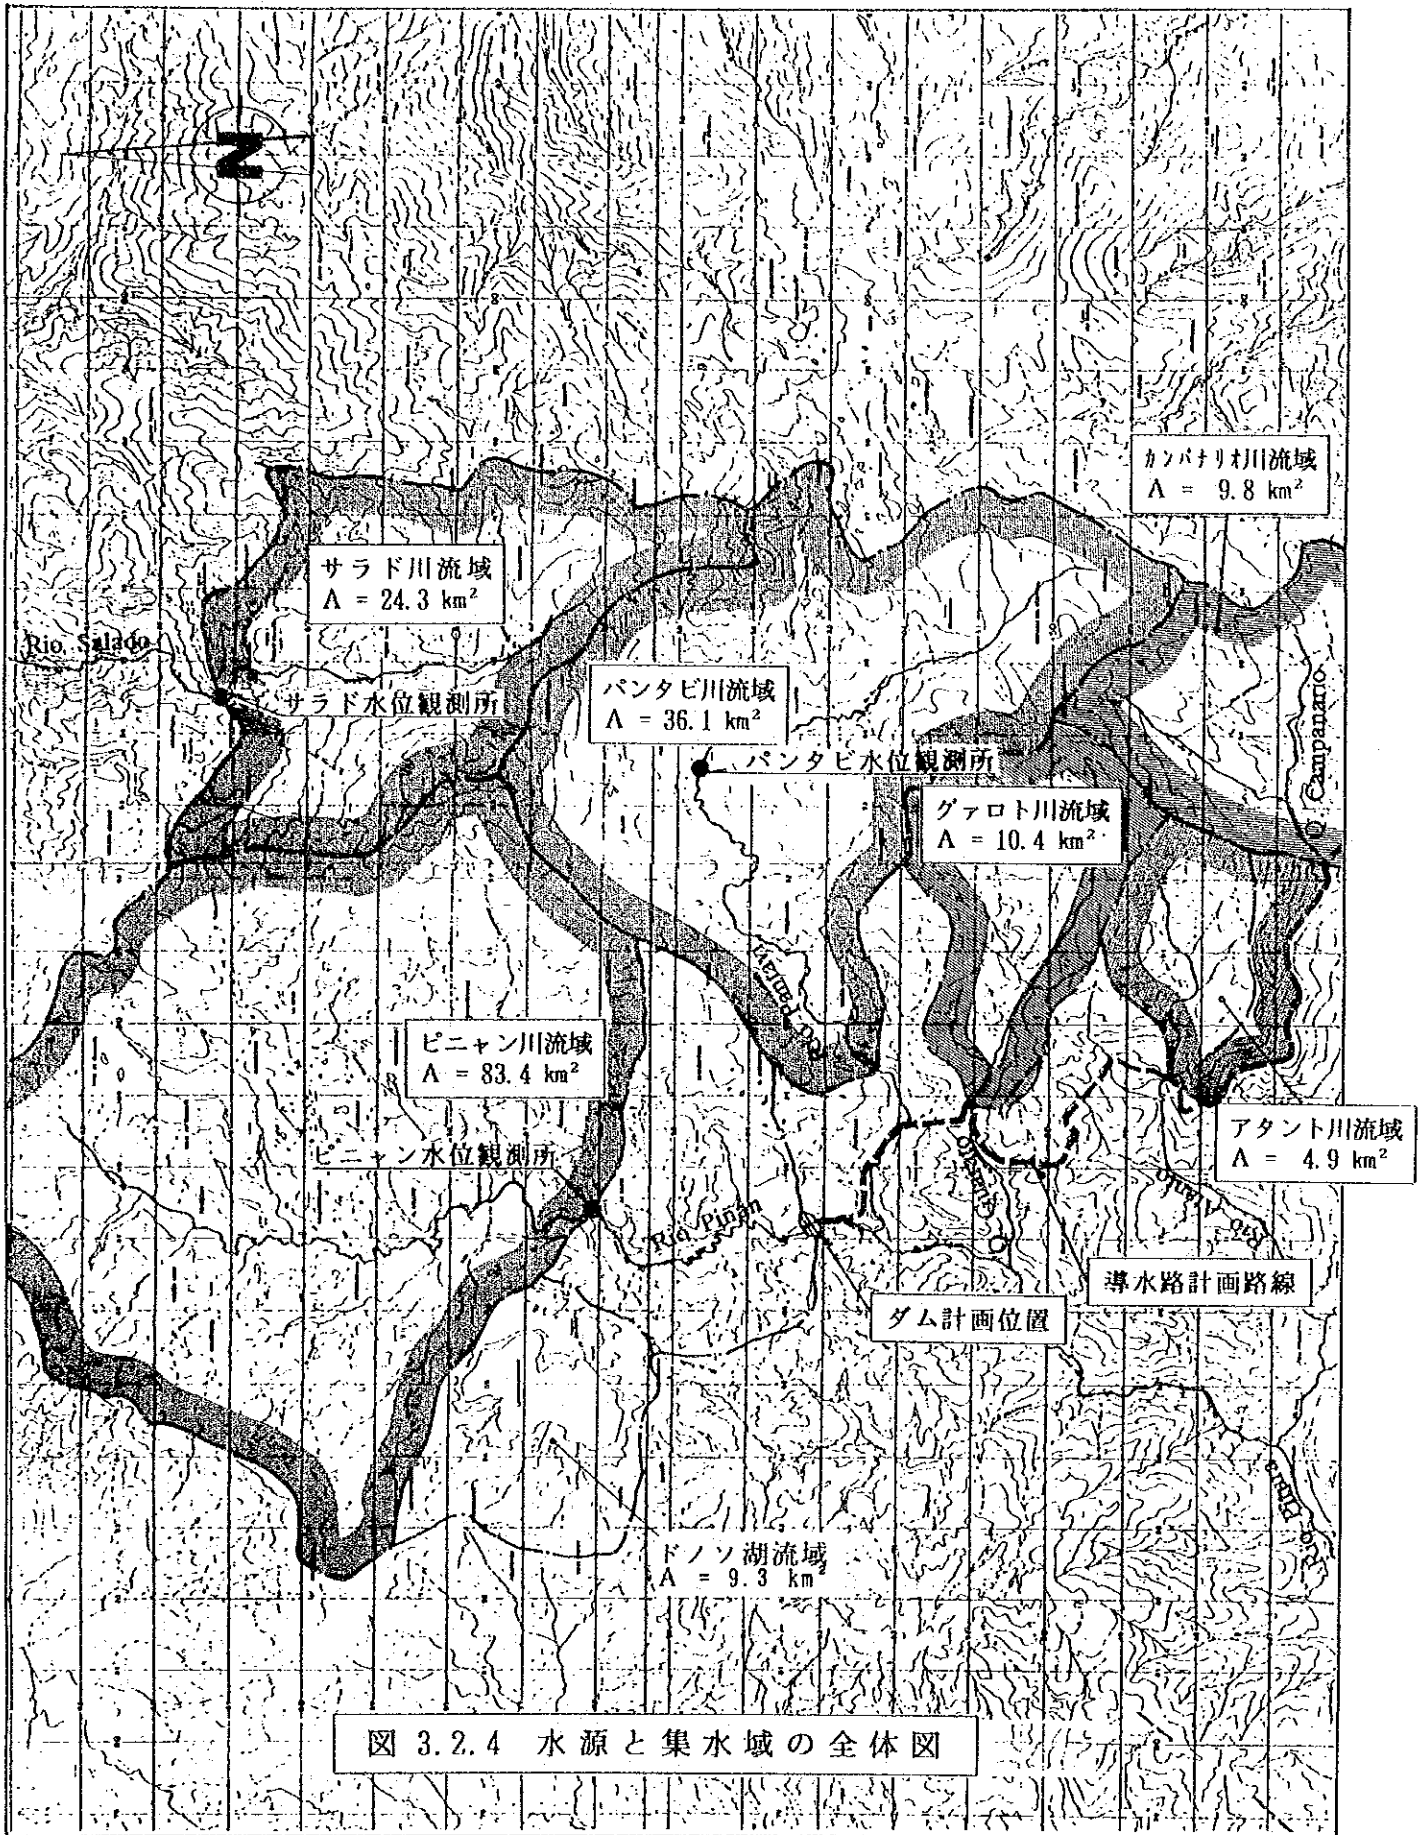 N
カンパナリオ川流域
A = 9.8 km²
サラド川流域
A = 24.3 km²
Rio Salado
サラド水位観測所
パンタビ川流域
A = 36.1 km²
パンタビ水位観測所
Q. Campanario
グァロト川流域
A = 10.4 km²
Rio Pantavi
ピニャン川流域
A = 83.4 km²
ピニャン水位観測所
アタント川流域
A = 4.9 km²
Rio Piñan
Q. Gualoto
Rio Atanto
導水路計画路線
ダム計画位置
ドノソ湖流域
A = 9.3 km²
図 3.2.4 水源と集水域の全体図